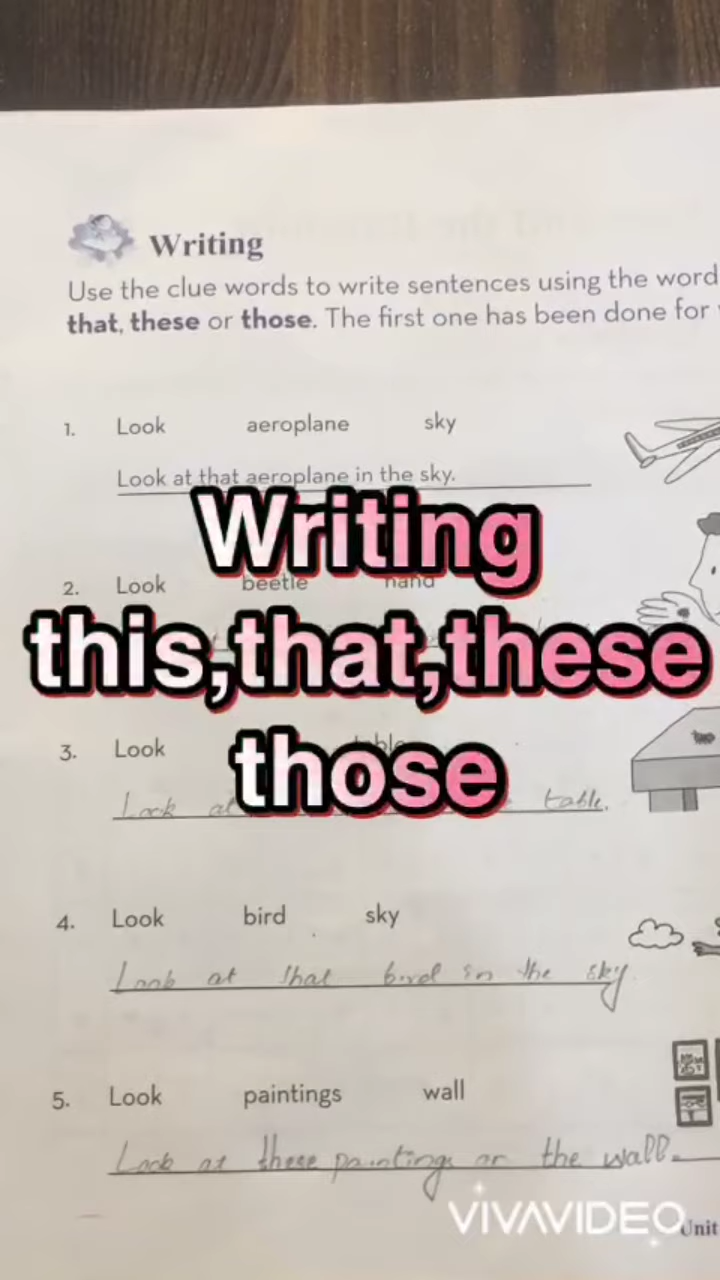 Writing
Use the clue words to write sentences using the word
that, these or those. The first one has been done for
1. Look aeroplane sky
Look at that aeroplane in the sky.
Writing
2. Look beetle hand
this,that,these
3. Look table
those
Look at table.
4. Look bird sky
Look at that bird in the sky
5. Look paintings wall
Look at these paintings on the wall.
VIVAVIDEO
Unit